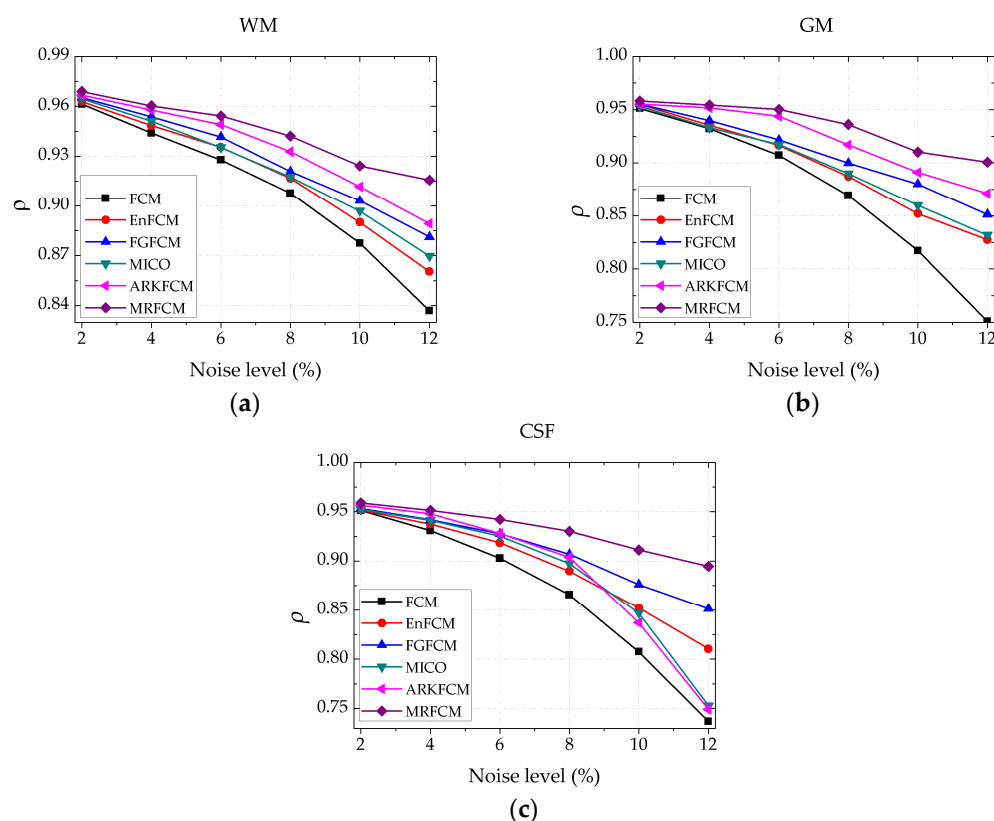 WM
0.99
0.96
0.93
0.90
0.87
0.84
ρ
FCM
EnFCM
FGFCM
MICO
ARKFCM
MRFCM
2 4 6 8 10 12
Noise level (%)
(a)
GM
1.00
0.95
0.90
0.85
0.80
0.75
ρ
FCM
EnFCM
FGFCM
MICO
ARKFCM
MRFCM
2 4 6 8 10 12
Noise level (%)
(b)
CSF
1.00
0.95
0.90
0.85
0.80
0.75
ρ
FCM
EnFCM
FGFCM
MICO
ARKFCM
MRFCM
2 4 6 8 10 12
Noise level (%)
(c)